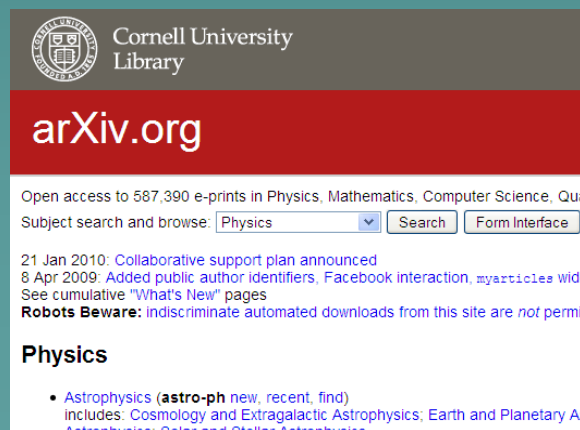 Cornell University
Library
arXiv.org
Open access to 587,390 e-prints in Physics, Mathematics, Computer Science,
Subject search and browse: Physics Search Form Interface
21 Jan 2010: Collaborative support plan announced
8 Apr 2009: Added public author identifiers, Facebook interaction, myarticles
See cumulative "What's New" pages
Robots Beware: indiscriminate automated downloads from this site are not
Physics
• Astrophysics (astro-ph new, recent, find)
includes: Cosmology and Extragalactic Astrophysics; Earth and Planetary